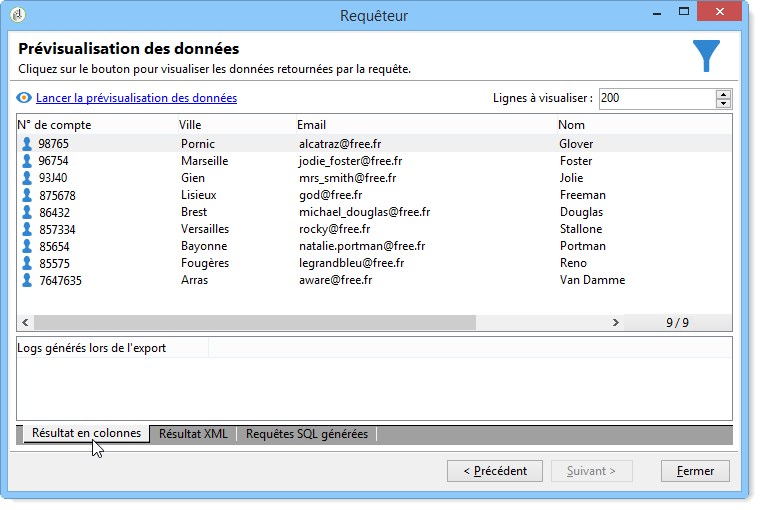 Requêteur
Prévisualisation des données
Cliquez sur le bouton pour visualiser les données retournées par la requête.
Lancer la prévisualisation des données Lignes à visualiser : 200
N° de compte Ville Email Nom
98765 Pornic alcatraz@free.fr Glover
96754 Marseille jodie_foster@free.fr Foster
93J40 Gien mrs_smith@free.fr Jolie
875678 Lisieux god@free.fr Freeman
86432 Brest michael_douglas@free.fr Douglas
857334 Versailles rocky@free.fr Stallone
85654 Bayonne natalie.portman@free.fr Portman
85575 Fougères legrandbleu@free.fr Reno
7647635 Arras aware@free.fr Van Damme
9 / 9
Logs générés lors de l'export
Résultat en colonnes Résultat XML Requêtes SQL générées
< Précédent Suivant > Fermer